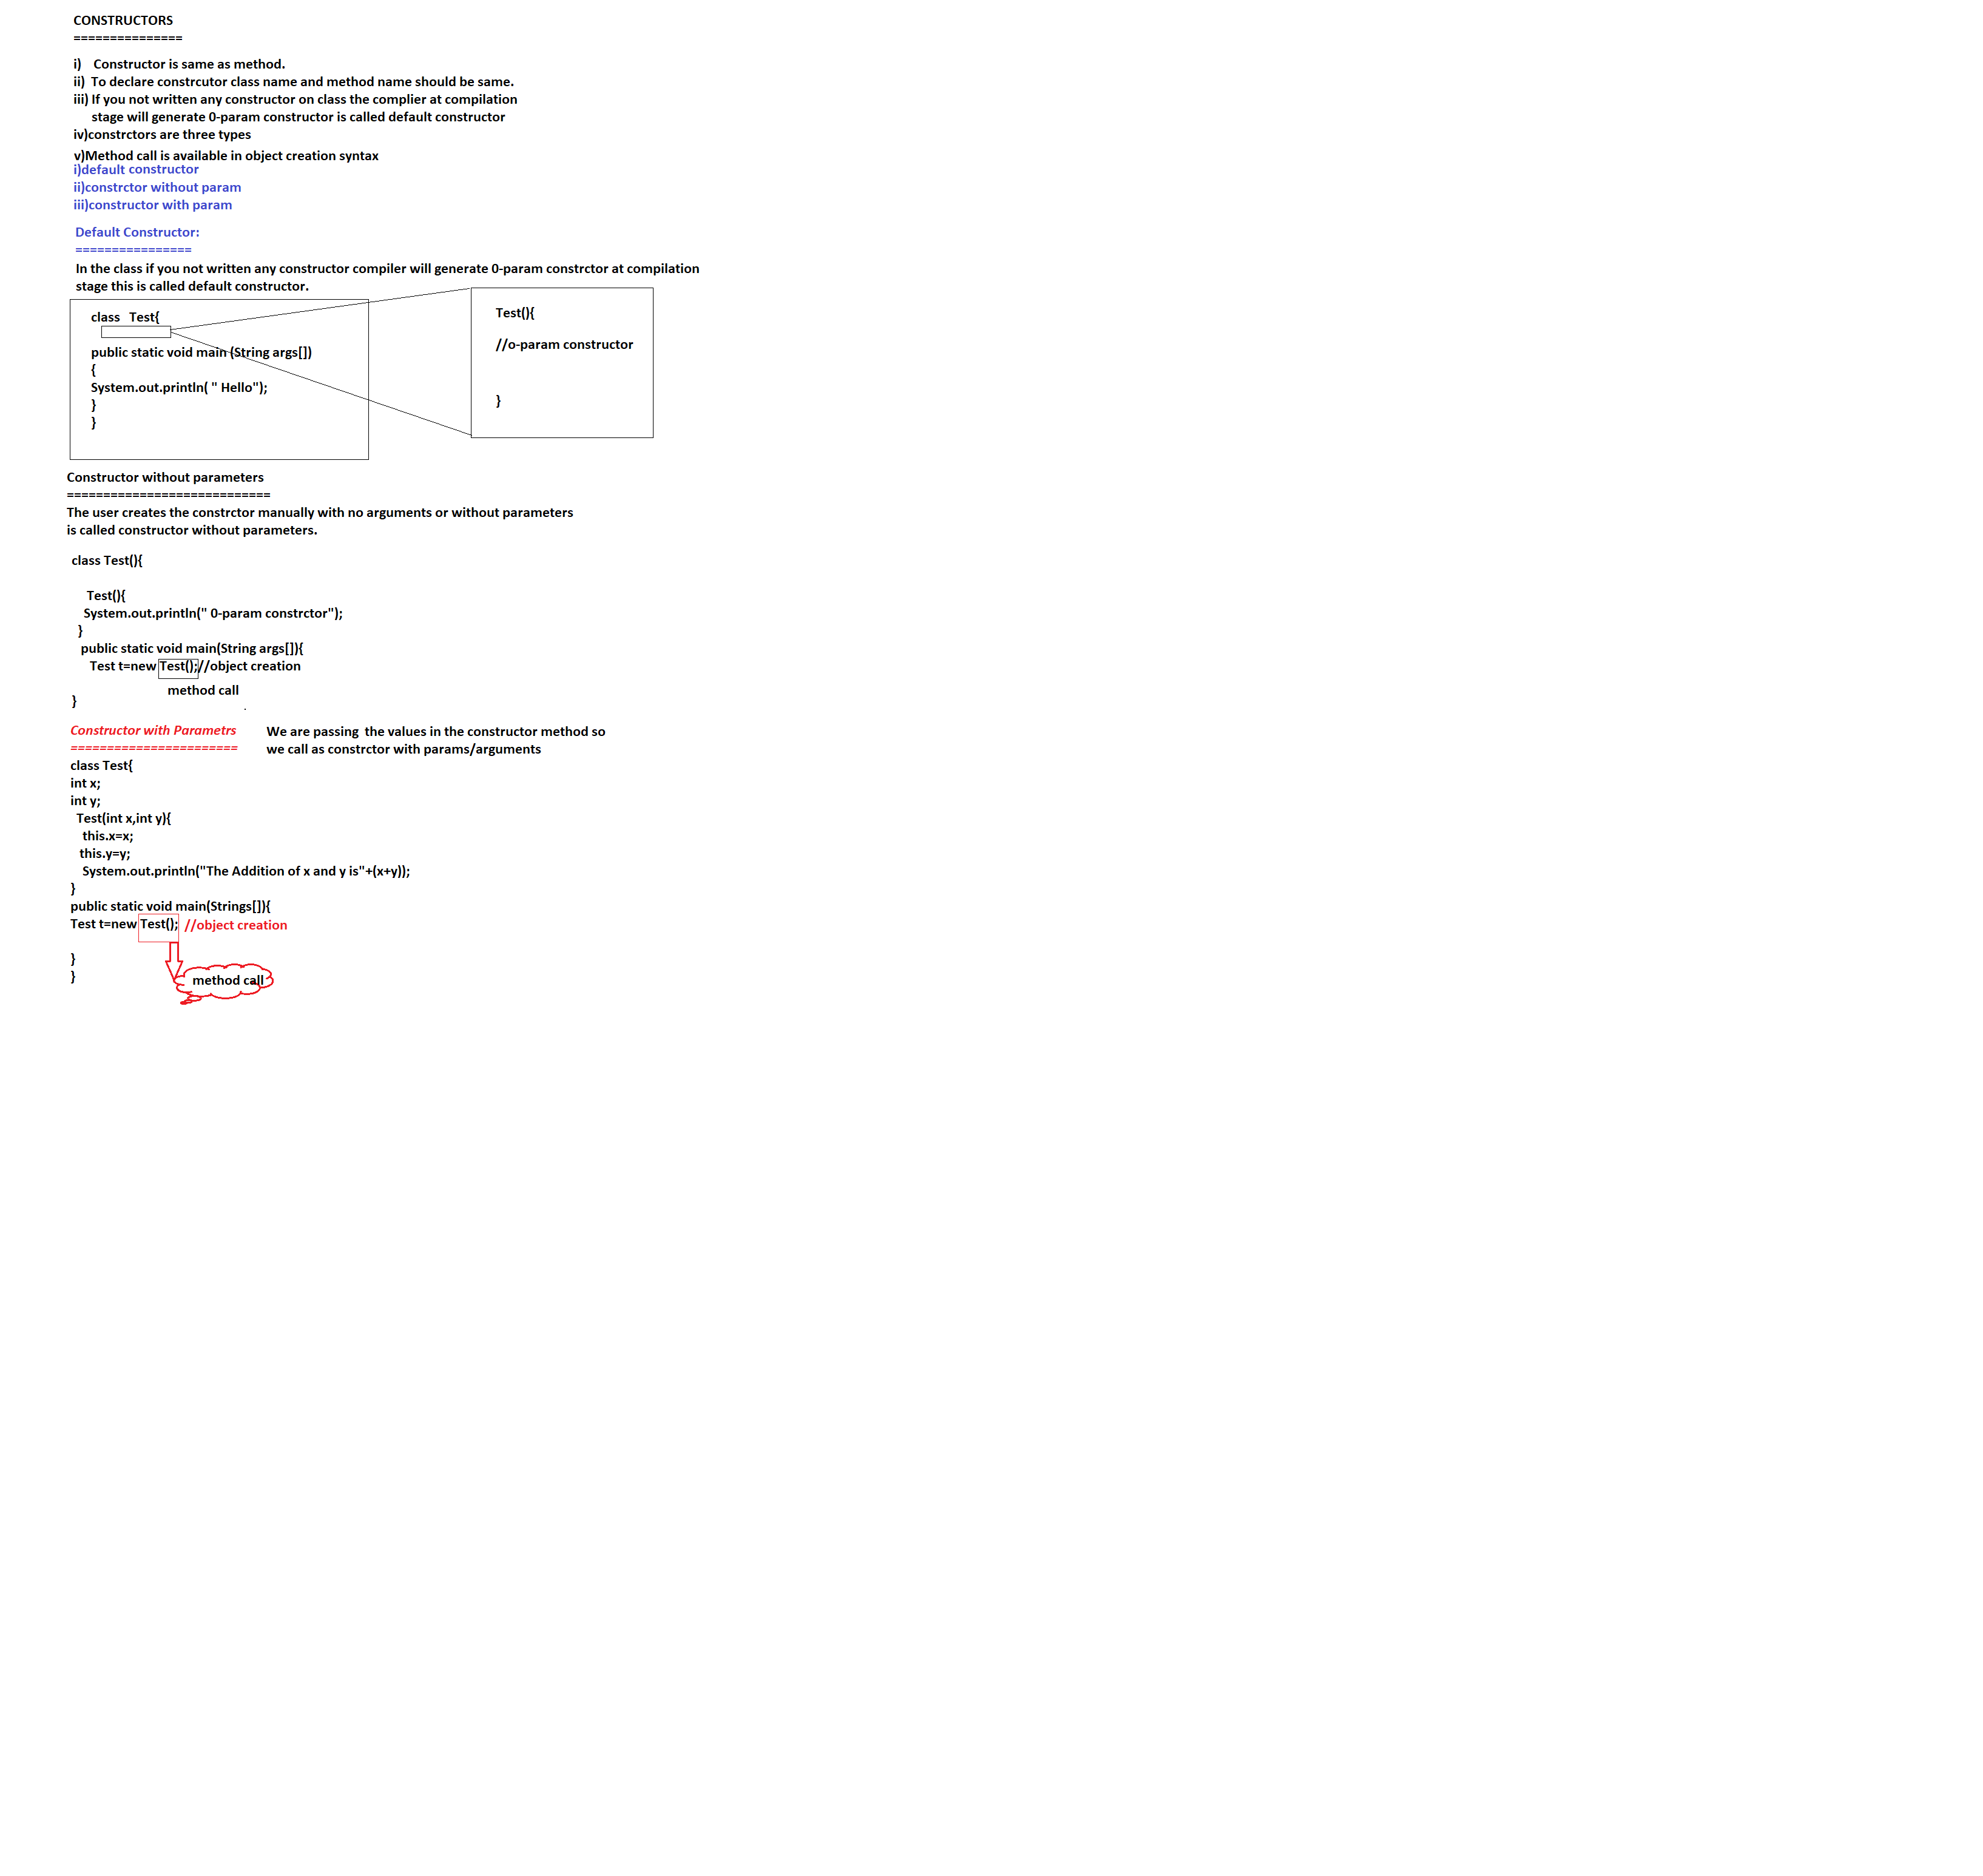 CONSTRUCTORS
===============
i) Constructor is same as method.
ii) To declare constrcutor class name and method name should be same.
iii) If you not written any constructor on class the complier at compilation
stage will generate 0-param constructor is called default constructor
iv)constrctors are three types
v)Method call is available in object creation syntax
i)default constructor
ii)constrctor without param
iii)constructor with param
Default Constructor:
================
In the class if you not written any constructor compiler will generate 0-param constrctor at compilation
stage this is called default constructor.
class Test{
public static void main (String args[])
{
System.out.println( " Hello");
}
}
Test(){
//o-param constructor
}
Constructor without parameters
============================
The user creates the constrctor manually with no arguments or without parameters
is called constructor without parameters.
class Test(){
Test(){
System.out.println(" 0-param constrctor");
}
public static void main(String args[]){
Test t=new Test();//object creation
method call
}
.
Constructor with Parametrs
=======================
We are passing the values in the constructor method so
we call as constrctor with params/arguments
class Test{
int x;
int y;
Test(int x,int y){
this.x=x;
this.y=y;
System.out.println("The Addition of x and y is"+(x+y));
}
public static void main(Strings[]){
Test t=new Test(); //object creation
}
}
method call